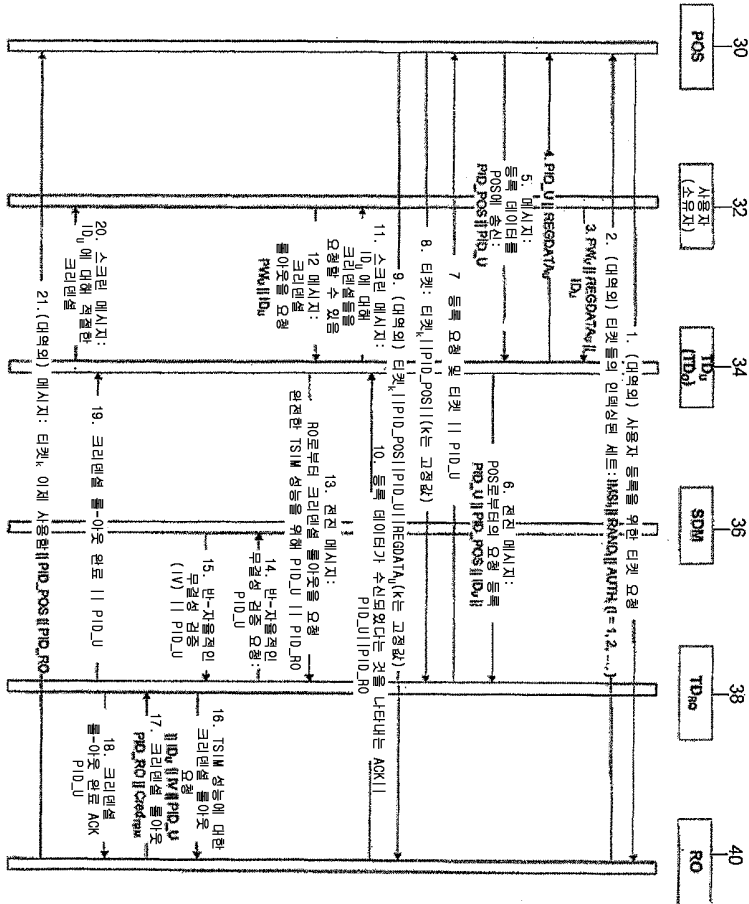 30
POS
32
사용자
(소유자)
34
TD_U
(TD_O)
36
SDM
38
TD_RO
40
RO
1. (대역외) 사용자 등록을 위한 티켓 요청
2. (대역외) 티켓들의 인덱싱된 세트: IMSI_i||RAND_i||AUTH_i (i = 1, 2, ..., )
3. PW_U || REGDATA_U ||
ID_U
4. PID_U || REGDATA_U
5. 메시지:
등록 데이터를
POS에 송신:
PID_POS || PID_U
6. 전진 메시지:
POS로부터의 요청 등록
PID_U || PID_POS || ID_U ||
7 등록 요청 및 티켓 || PID_U
8. 티켓: 티켓_k||PID_POS||(k는 고정값)
9. (대역외) 티켓_k||PID_POS||PID_U||REGDATA_U(k는 고정값)
10. 등록 데이터가 수신되었다는 것을 나타내는 ACK||
PID_U||PID_RO
11. 스크린 메시지:
ID_U에 대해
크리덴셜들을
요청할 수 있음
12 메시지:
크리덴셜
롤아웃을 요청
PW_U || ID_U
13. 전진 메시지:
RO로부터 크리덴셜 롤아웃을 요청
완전한 TSIM 성능을 위해 PID_U || PID_RO
14. 반-자율적인
무결성 검증 요청:
PID_U
15. 반-자율적인
무결성 검증
(IV) || PID_U
16. TSIM 성능에 대한
크리덴셜 롤아웃
요청
|| ID_U || IV || PID_U
17. 크리덴셜 롤아웃
PID_RO || Cred_TSIM
18. 크리덴셜
롤-아웃 완료 ACK
PID_U
19. 크리덴셜 롤-아웃 완료 || PID_U
20. 스크린 메시지:
ID_U에 대해 적절한
크리덴셜
21. (대역외) 메시지: 티켓_k 이제 사용함||PID_POS||PID_RO